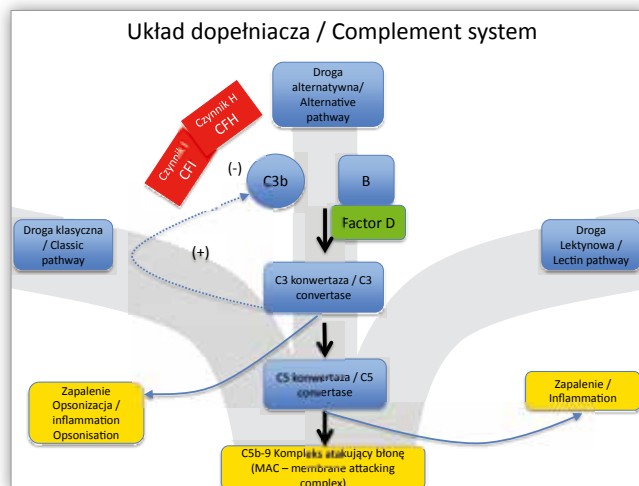 Układ dopełniacza / Complement system
Droga
alternatywna/
Alternative
pathway
Czynnik H
CFH
Czynnik I
CFI
(-)
C3b
B
Factor D
Droga klasyczna
/ Classic
pathway
(+)
Droga
Lektynowa
/ Lectin pathway
C3 konwertaza / C3
convertase
C5 konwertaza / C5
convertase
Zapalenie
Opsonizacja /
inflammation
Opsonisation
Zapalenie /
Inflammation
C5b-9 Kompleks atakujący błonę
(MAC – membrane attacking
complex)